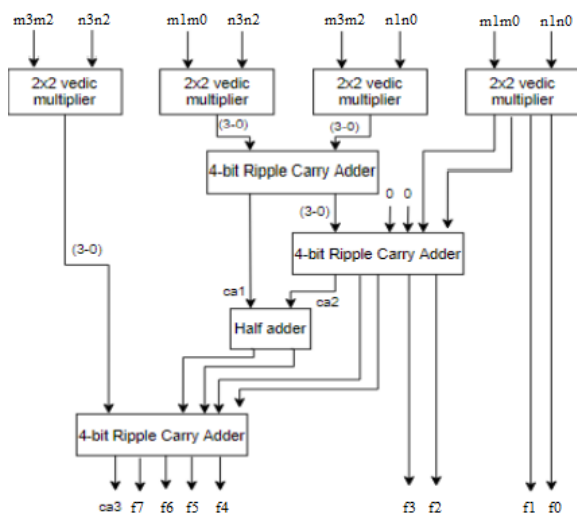 m3m2 n3n2 m1m0 n3n2 m3m2 n1n0 m1m0 n1n0
2x2 vedic
multiplier
2x2 vedic
multiplier
2x2 vedic
multiplier
2x2 vedic
multiplier
(3-0) (3-0)
4-bit Ripple Carry Adder
(3-0) 0 0
4-bit Ripple Carry Adder
(3-0)
ca1 ca2
Half adder
4-bit Ripple Carry Adder
ca3 f7 f6 f5 f4 f3 f2 f1 f0